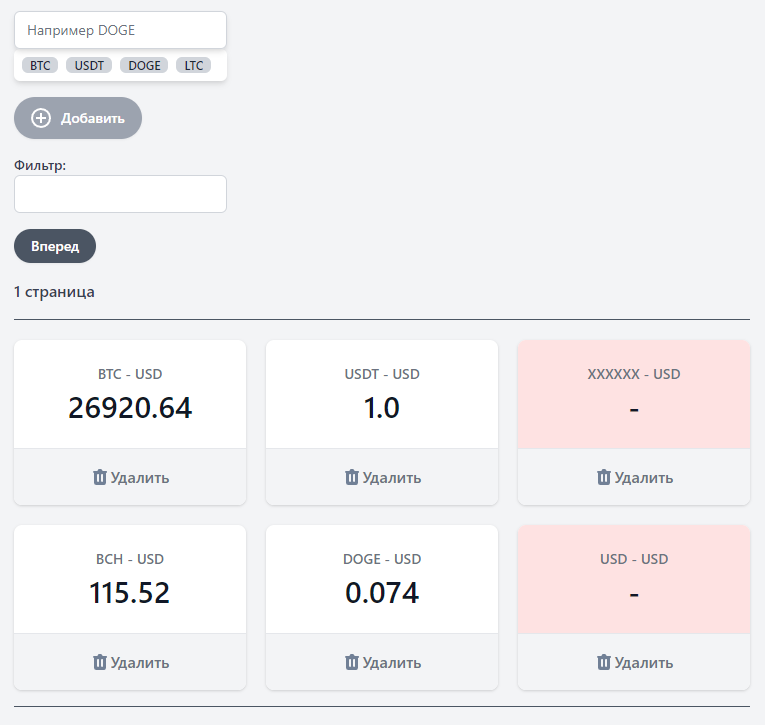 Например DOGE
BTC USDT DOGE LTC
Добавить
Фильтр:
Вперед
1 страница
BTC - USD USDT - USD XXXXXX - USD
26920.64 1.0 -
Удалить Удалить Удалить
BCH - USD DOGE - USD USD - USD
115.52 0.074 -
Удалить Удалить Удалить